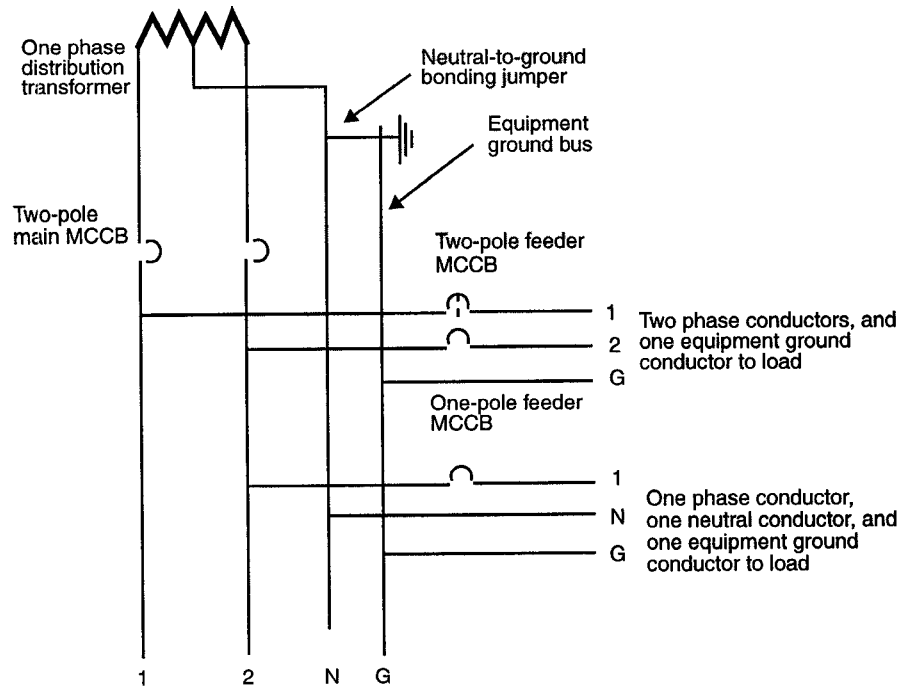 One phase
distribution
transformer
Neutral-to-ground
bonding jumper
Equipment
ground bus
Two-pole
main MCCB
Two-pole feeder
MCCB
1
2
G
Two phase conductors, and
one equipment ground
conductor to load
One-pole feeder
MCCB
1
N
G
One phase conductor,
one neutral conductor, and
one equipment ground
conductor to load
1 2 N G